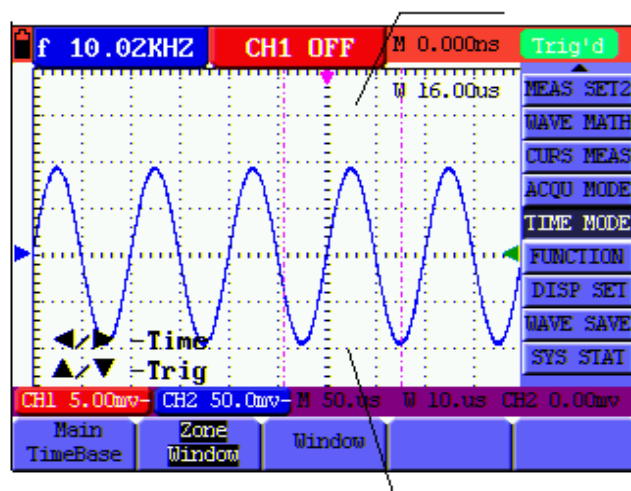 f 10.02KHZ CH1 OFF M 0.000ns Trig'd
W 16.00us
MEAS SET2
WAVE MATH
CURS MEAS
ACQU MODE
TIME MODE
FUNCTION
DISP SET
WAVE SAVE
SYS STAT
◀/▶ -Time
▲/▼ -Trig
CH1 5.00mv- CH2 50.0mv- M 50.us W 10.us CH2 0.00mv
Main TimeBase
Zone Window
Window